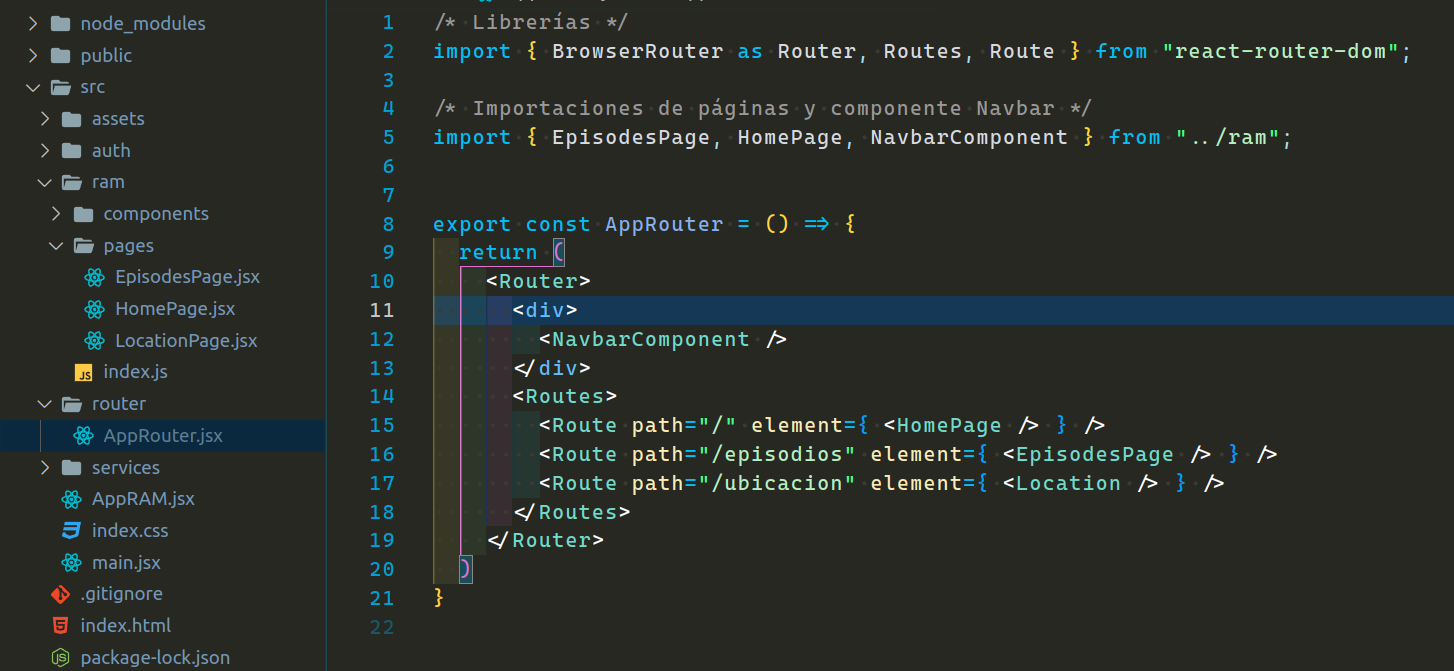 node_modules
public
src
assets
auth
ram
components
pages
EpisodesPage.jsx
HomePage.jsx
LocationPage.jsx
JS index.js
router
AppRouter.jsx
services
AppRAM.jsx
index.css
main.jsx
.gitignore
index.html
package-lock.json
1 /* Librerías */
2 import { BrowserRouter as Router, Routes, Route } from "react-router-dom";
3
4 /* Importaciones de páginas y componente Navbar */
5 import { EpisodesPage, HomePage, NavbarComponent } from "../ram";
6
7
8 export const AppRouter = () => {
9   return (
10     <Router>
11       <div>
12         <NavbarComponent />
13       </div>
14       <Routes>
15         <Route path="/" element={ <HomePage /> } />
16         <Route path="/episodios" element={ <EpisodesPage /> } />
17         <Route path="/ubicacion" element={ <Location /> } />
18       </Routes>
19     </Router>
20   )
21 }
22